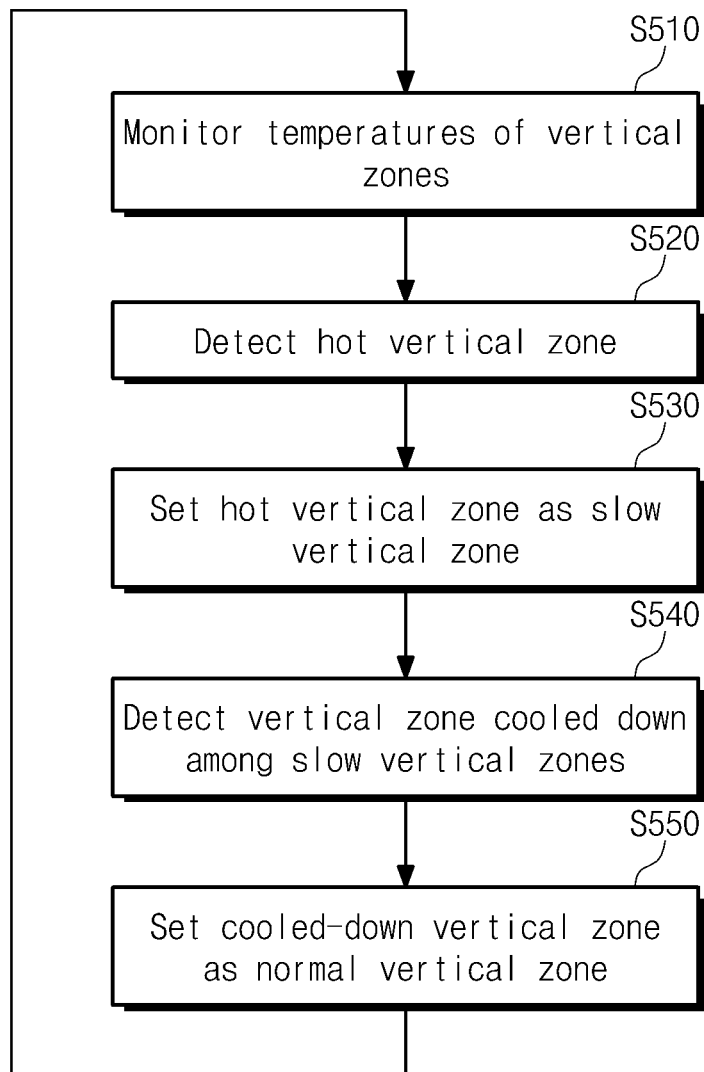 S510
Monitor temperatures of vertical
zones
S520
Detect hot vertical zone
S530
Set hot vertical zone as slow
vertical zone
S540
Detect vertical zone cooled down
among slow vertical zones
S550
Set cooled-down vertical zone
as normal vertical zone